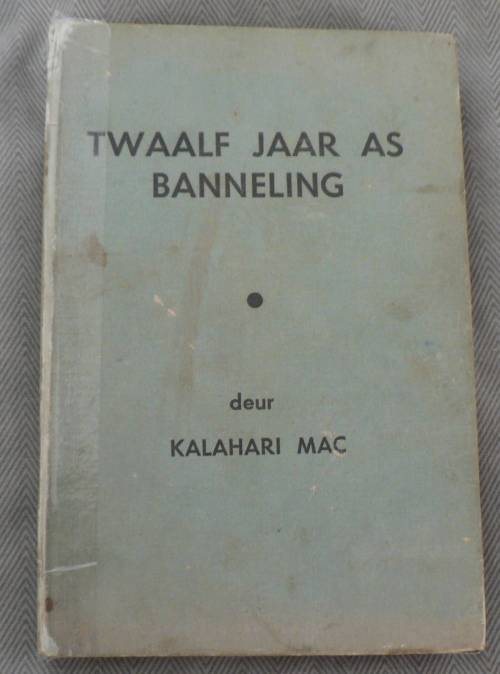 TWAALF JAAR AS
BANNELING
deur
KALAHARI MAC